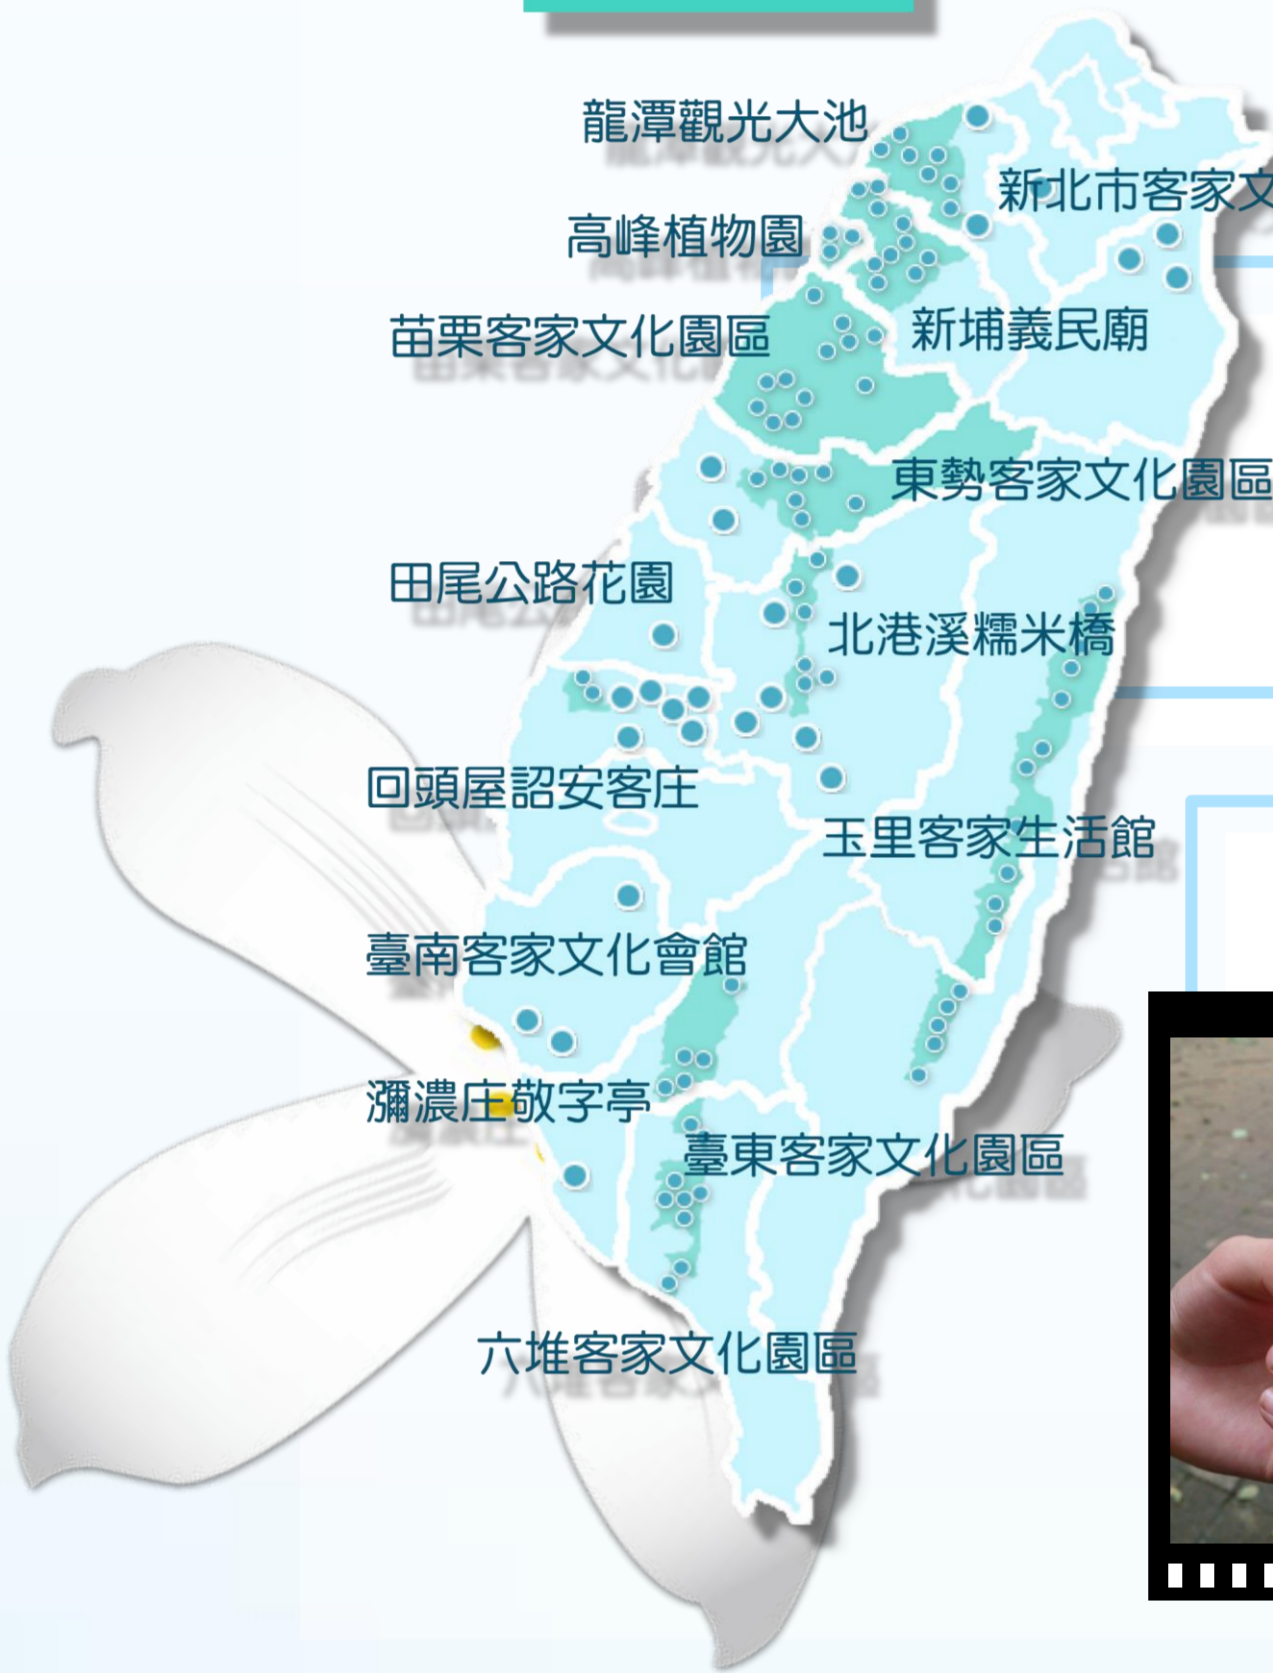 龍潭觀光大池
新北市客家文
高峰植物園
新埔義民廟
苗栗客家文化園區
東勢客家文化園區
田尾公路花園
北港溪糯米橋
回頭屋詔安客庄
玉里客家生活館
臺南客家文化會館
瀰濃庄敬字亭
臺東客家文化園區
六堆客家文化園區